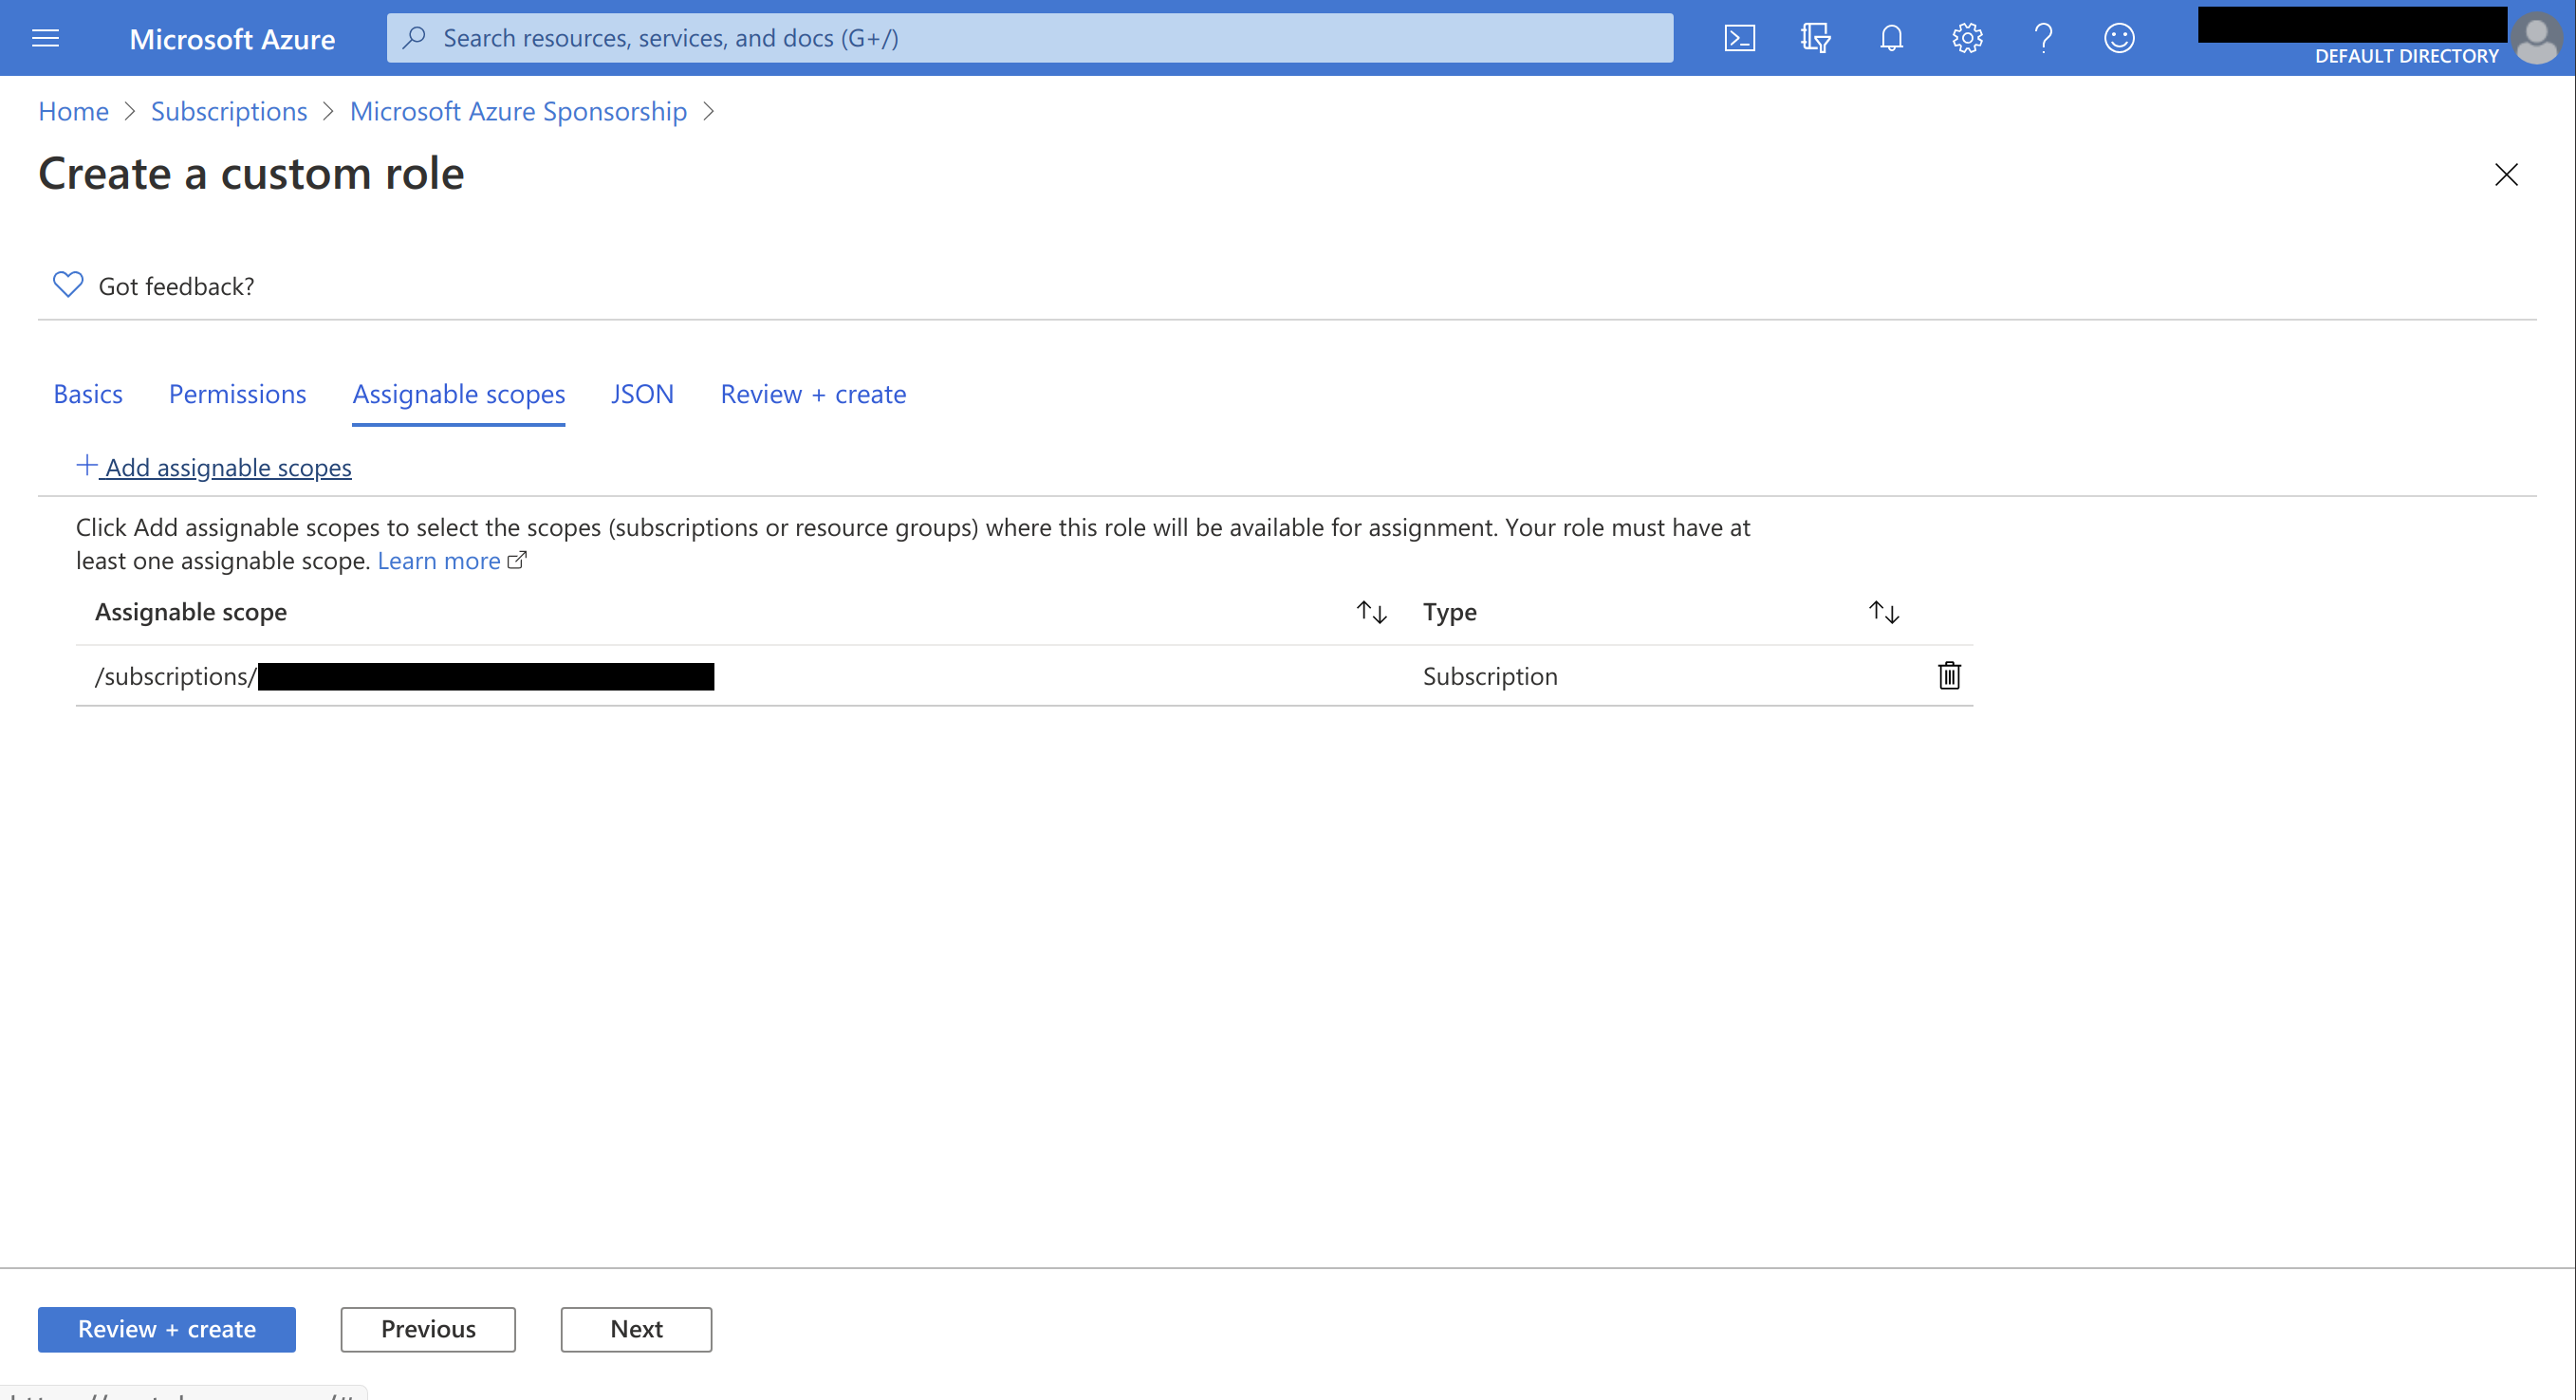 Microsoft Azure
Search resources, services, and docs (G+/)
DEFAULT DIRECTORY
Home > Subscriptions > Microsoft Azure Sponsorship >
Create a custom role
Got feedback?
Basics Permissions Assignable scopes JSON Review + create
+ Add assignable scopes
Click Add assignable scopes to select the scopes (subscriptions or resource groups) where this role will be available for assignment. Your role must have at
least one assignable scope. Learn more
Assignable scope Type
/subscriptions/ Subscription
Review + create Previous Next